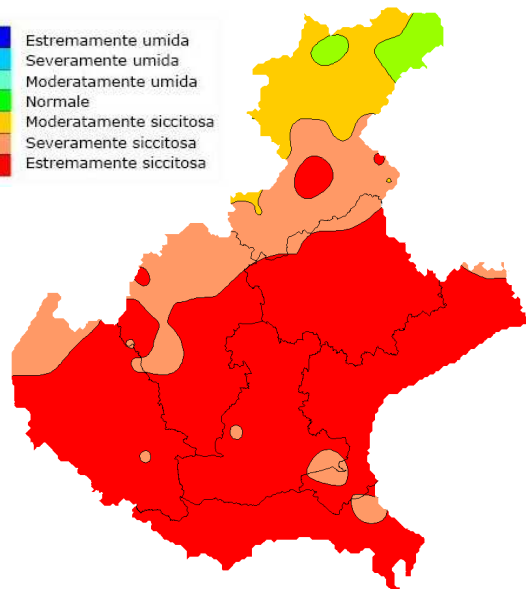 Estremamente umida
Severamente umida
Moderatamente umida
Normale
Moderatamente siccitosa
Severamente siccitosa
Estremamente siccitosa